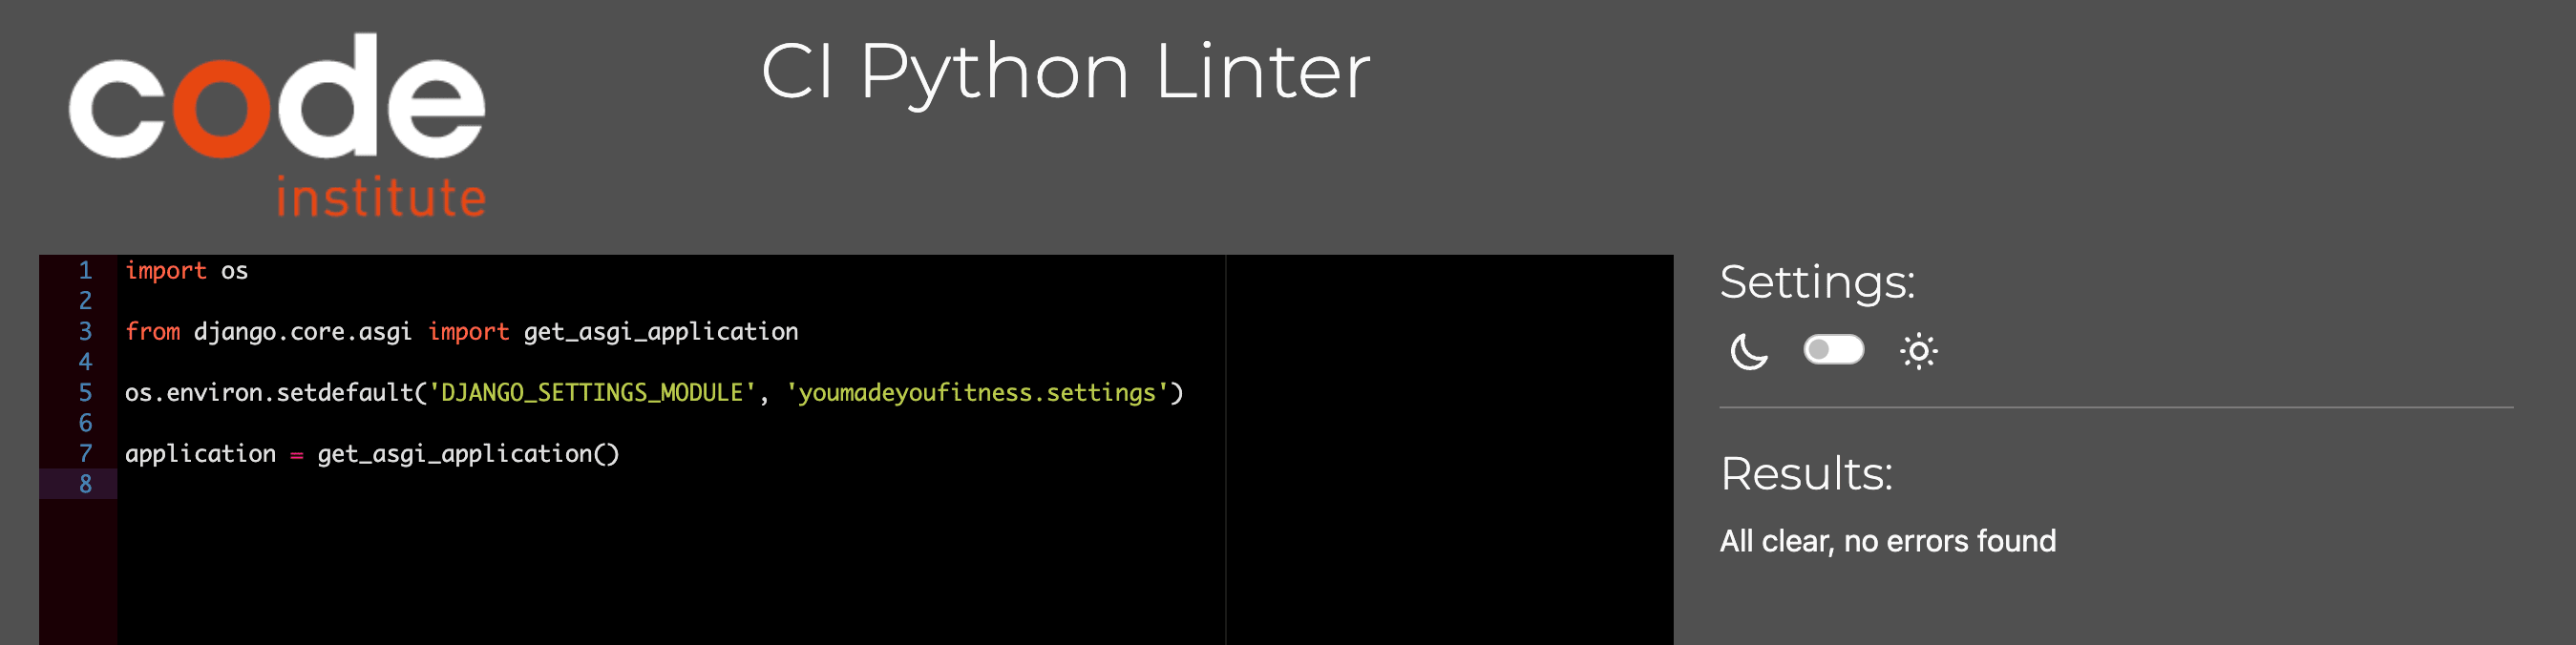 code
institute
CI Python Linter
1 import os
2
3 from django.core.asgi import get_asgi_application
4
5 os.environ.setdefault('DJANGO_SETTINGS_MODULE', 'youmadeyoufitness.settings')
6
7 application = get_asgi_application()
8
Settings:
Results:
All clear, no errors found